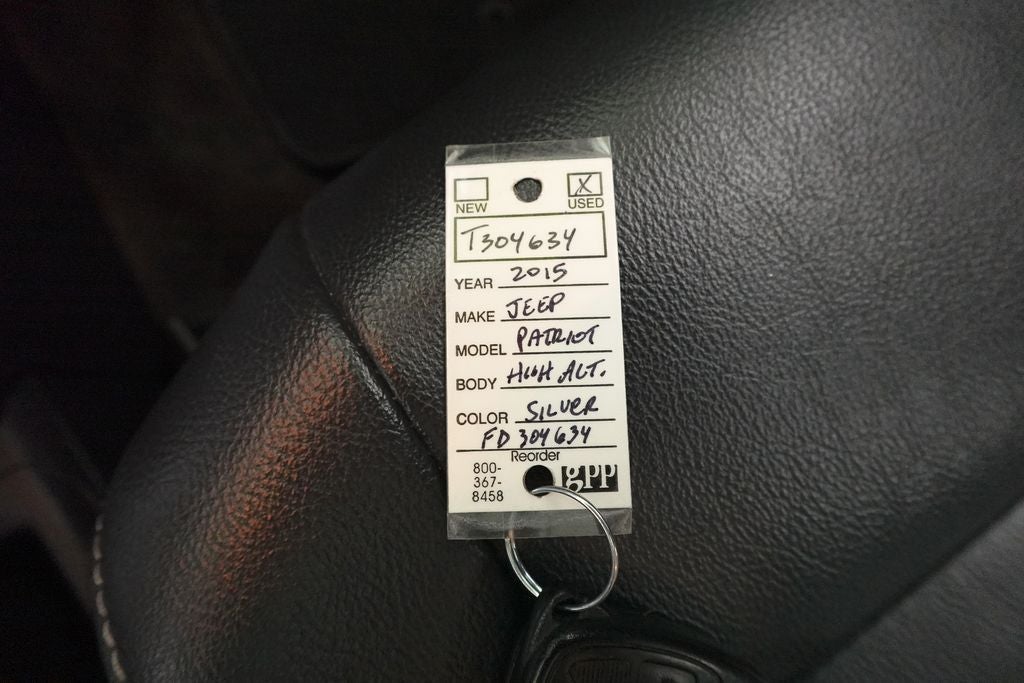 NEW X USED
T304634
YEAR 2015
MAKE JEEP
MODEL PATRIOT
BODY HIGH ALT.
COLOR SILVER
FD 304634
Reorder
800-
367-
8458
gpp